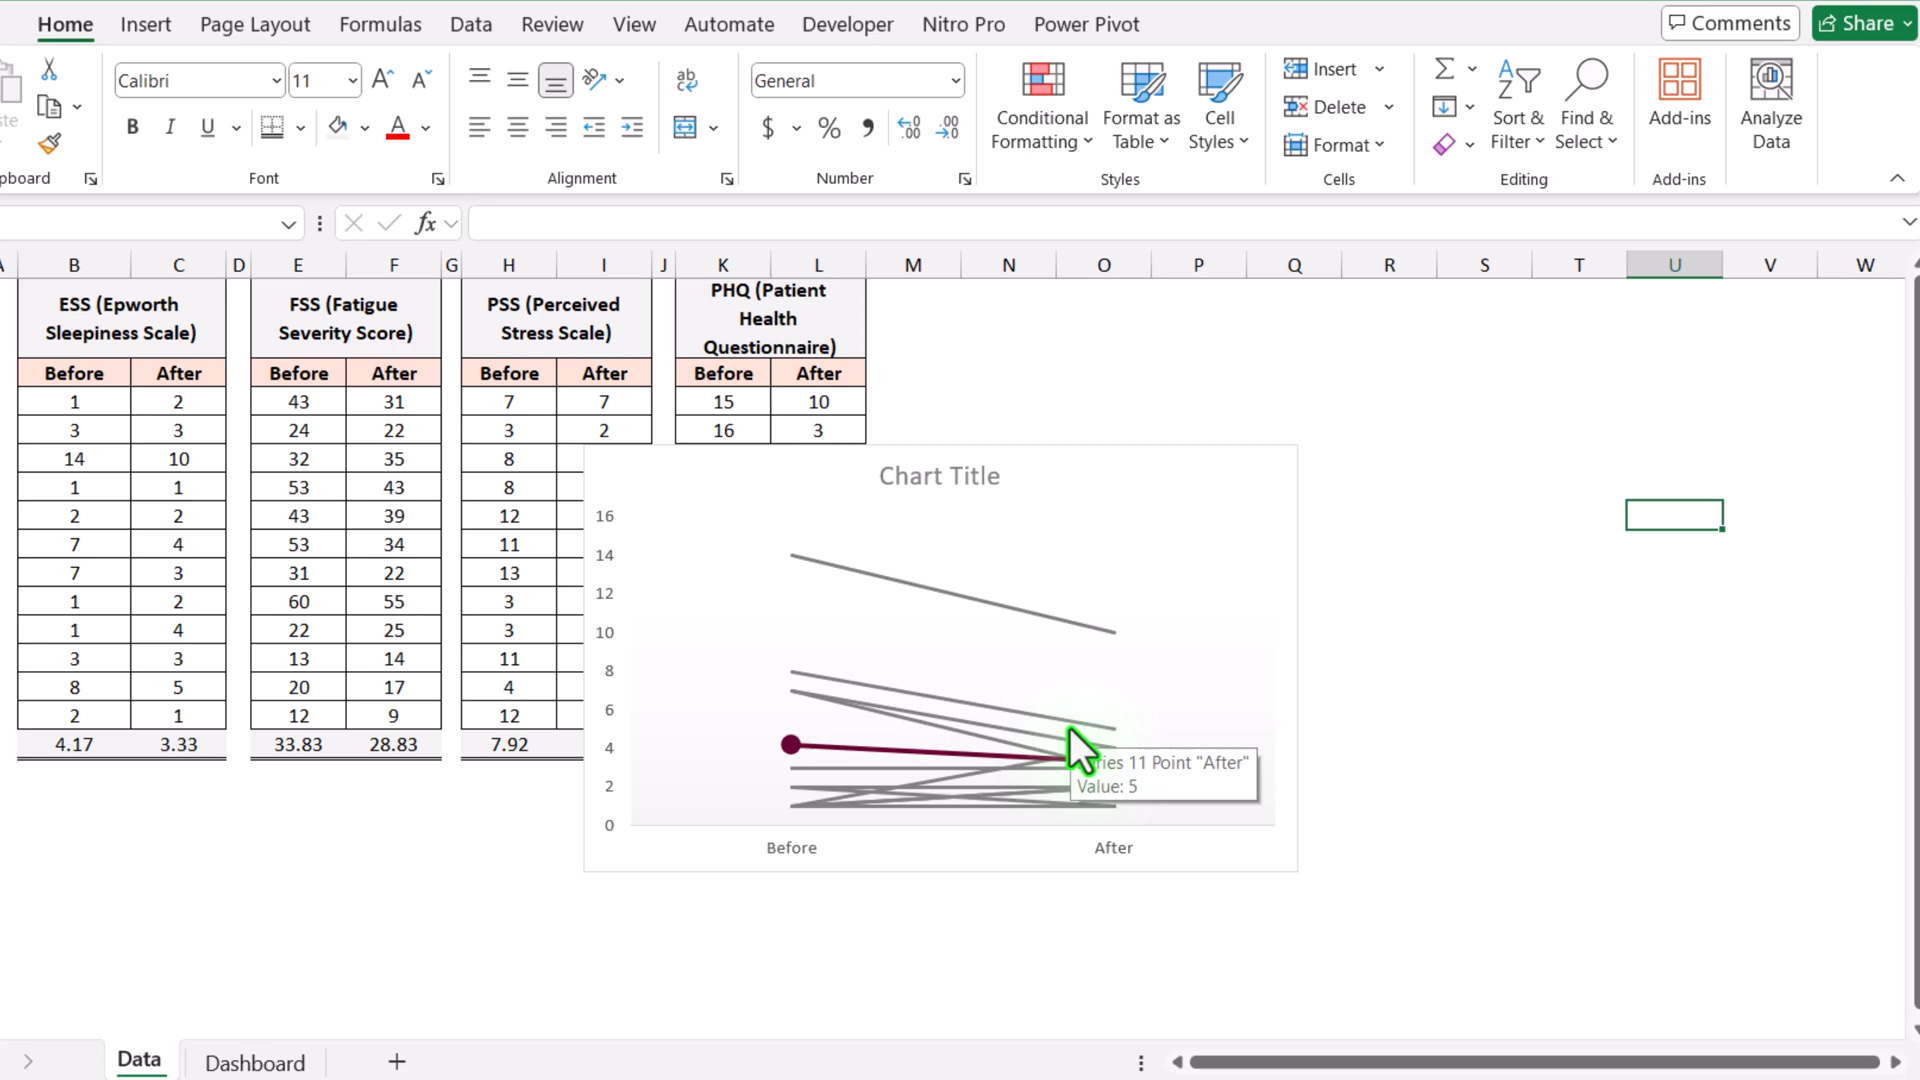 Home Insert Page Layout Formulas Data Review View Automate Developer Nitro Pro Power Pivot Comments Share
Calibri 11 General
Insert
Delete
Format
B I U A $ %
Conditional Formatting
Format as Table
Cell Styles
Sort & Filter
Find & Select
Add-ins
Analyze Data
pboard Font Alignment Number Styles Cells Editing Add-ins
fx
A B C D E F G H I J K L M N O P Q R S T U V W
ESS (Epworth
Sleepiness Scale)
FSS (Fatigue
Severity Score)
PSS (Perceived
Stress Scale)
PHQ (Patient
Health
Questionnaire)
Before After Before After Before After Before After
1 2 43 31 7 7 15 10
3 3 24 22 3 2 16 3
14 10 32 35 8
1 1 53 43 8
2 2 43 39 12
7 4 53 34 11
7 3 31 22 13
1 2 60 55 3
1 4 22 25 3
3 3 13 14 11
8 5 20 17 4
2 1 12 9 12
4.17 3.33 33.83 28.83 7.92
Chart Title
16
14
12
10
8
6
4
2
0
Before After
ries 11 Point "After"
Value: 5
Data Dashboard +